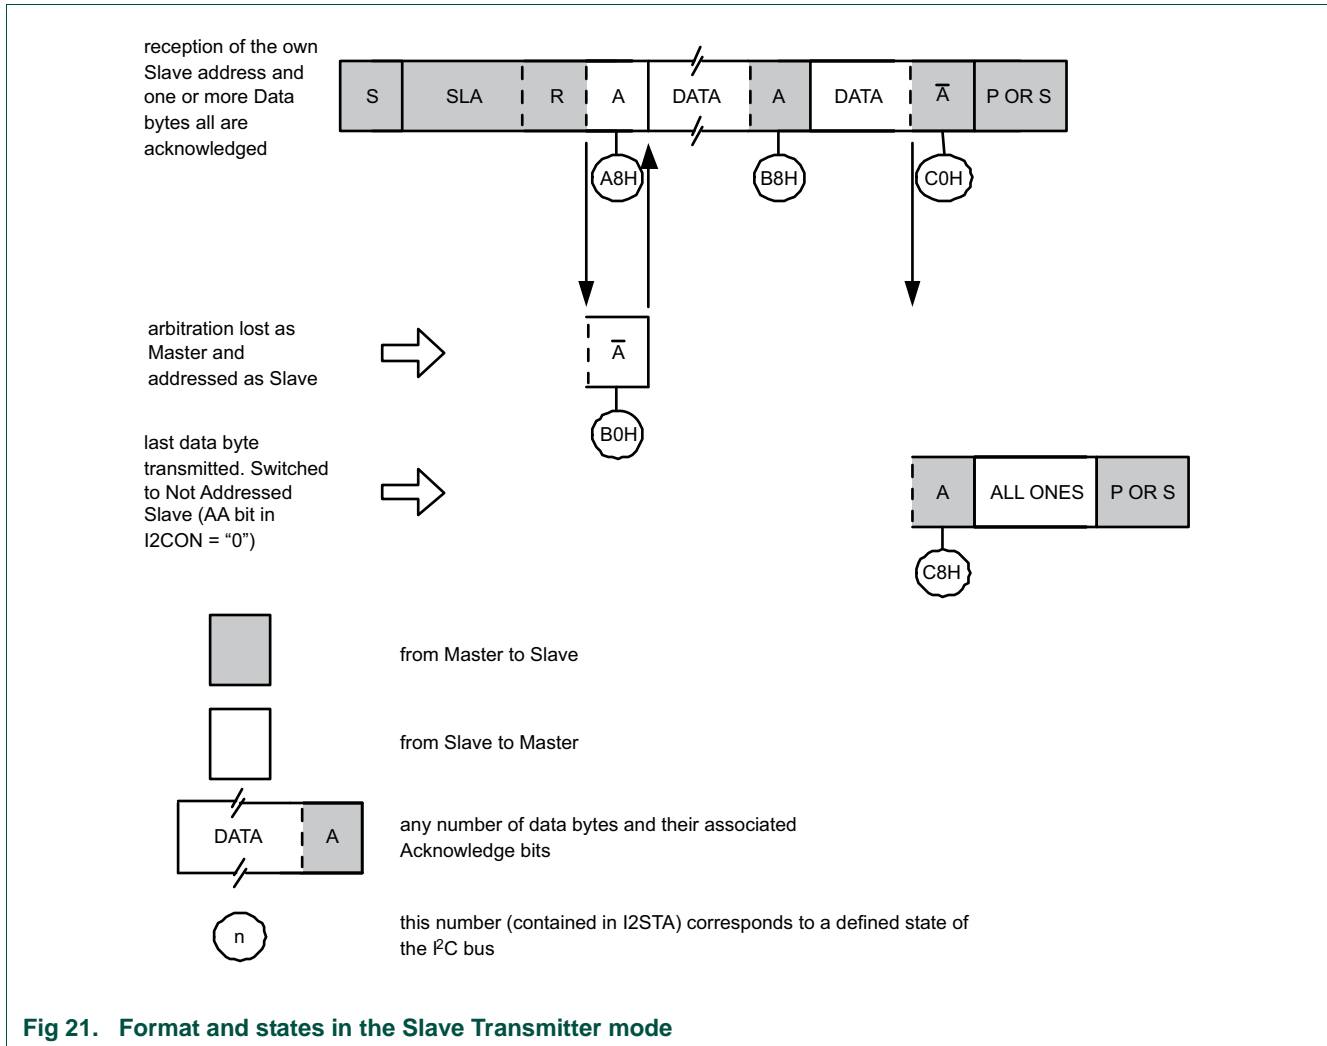 reception of the own
Slave address and
one or more Data
bytes all are
acknowledged
S SLA R A DATA A DATA A̅ P OR S
A8H B8H C0H
arbitration lost as
Master and
addressed as Slave
A̅
B0H
last data byte
transmitted. Switched
to Not Addressed
Slave (AA bit in
I2CON = “0”)
A ALL ONES P OR S
C8H
from Master to Slave
from Slave to Master
DATA A
any number of data bytes and their associated
Acknowledge bits
n
this number (contained in I2STA) corresponds to a defined state of
the I²C bus
Fig 21. Format and states in the Slave Transmitter mode